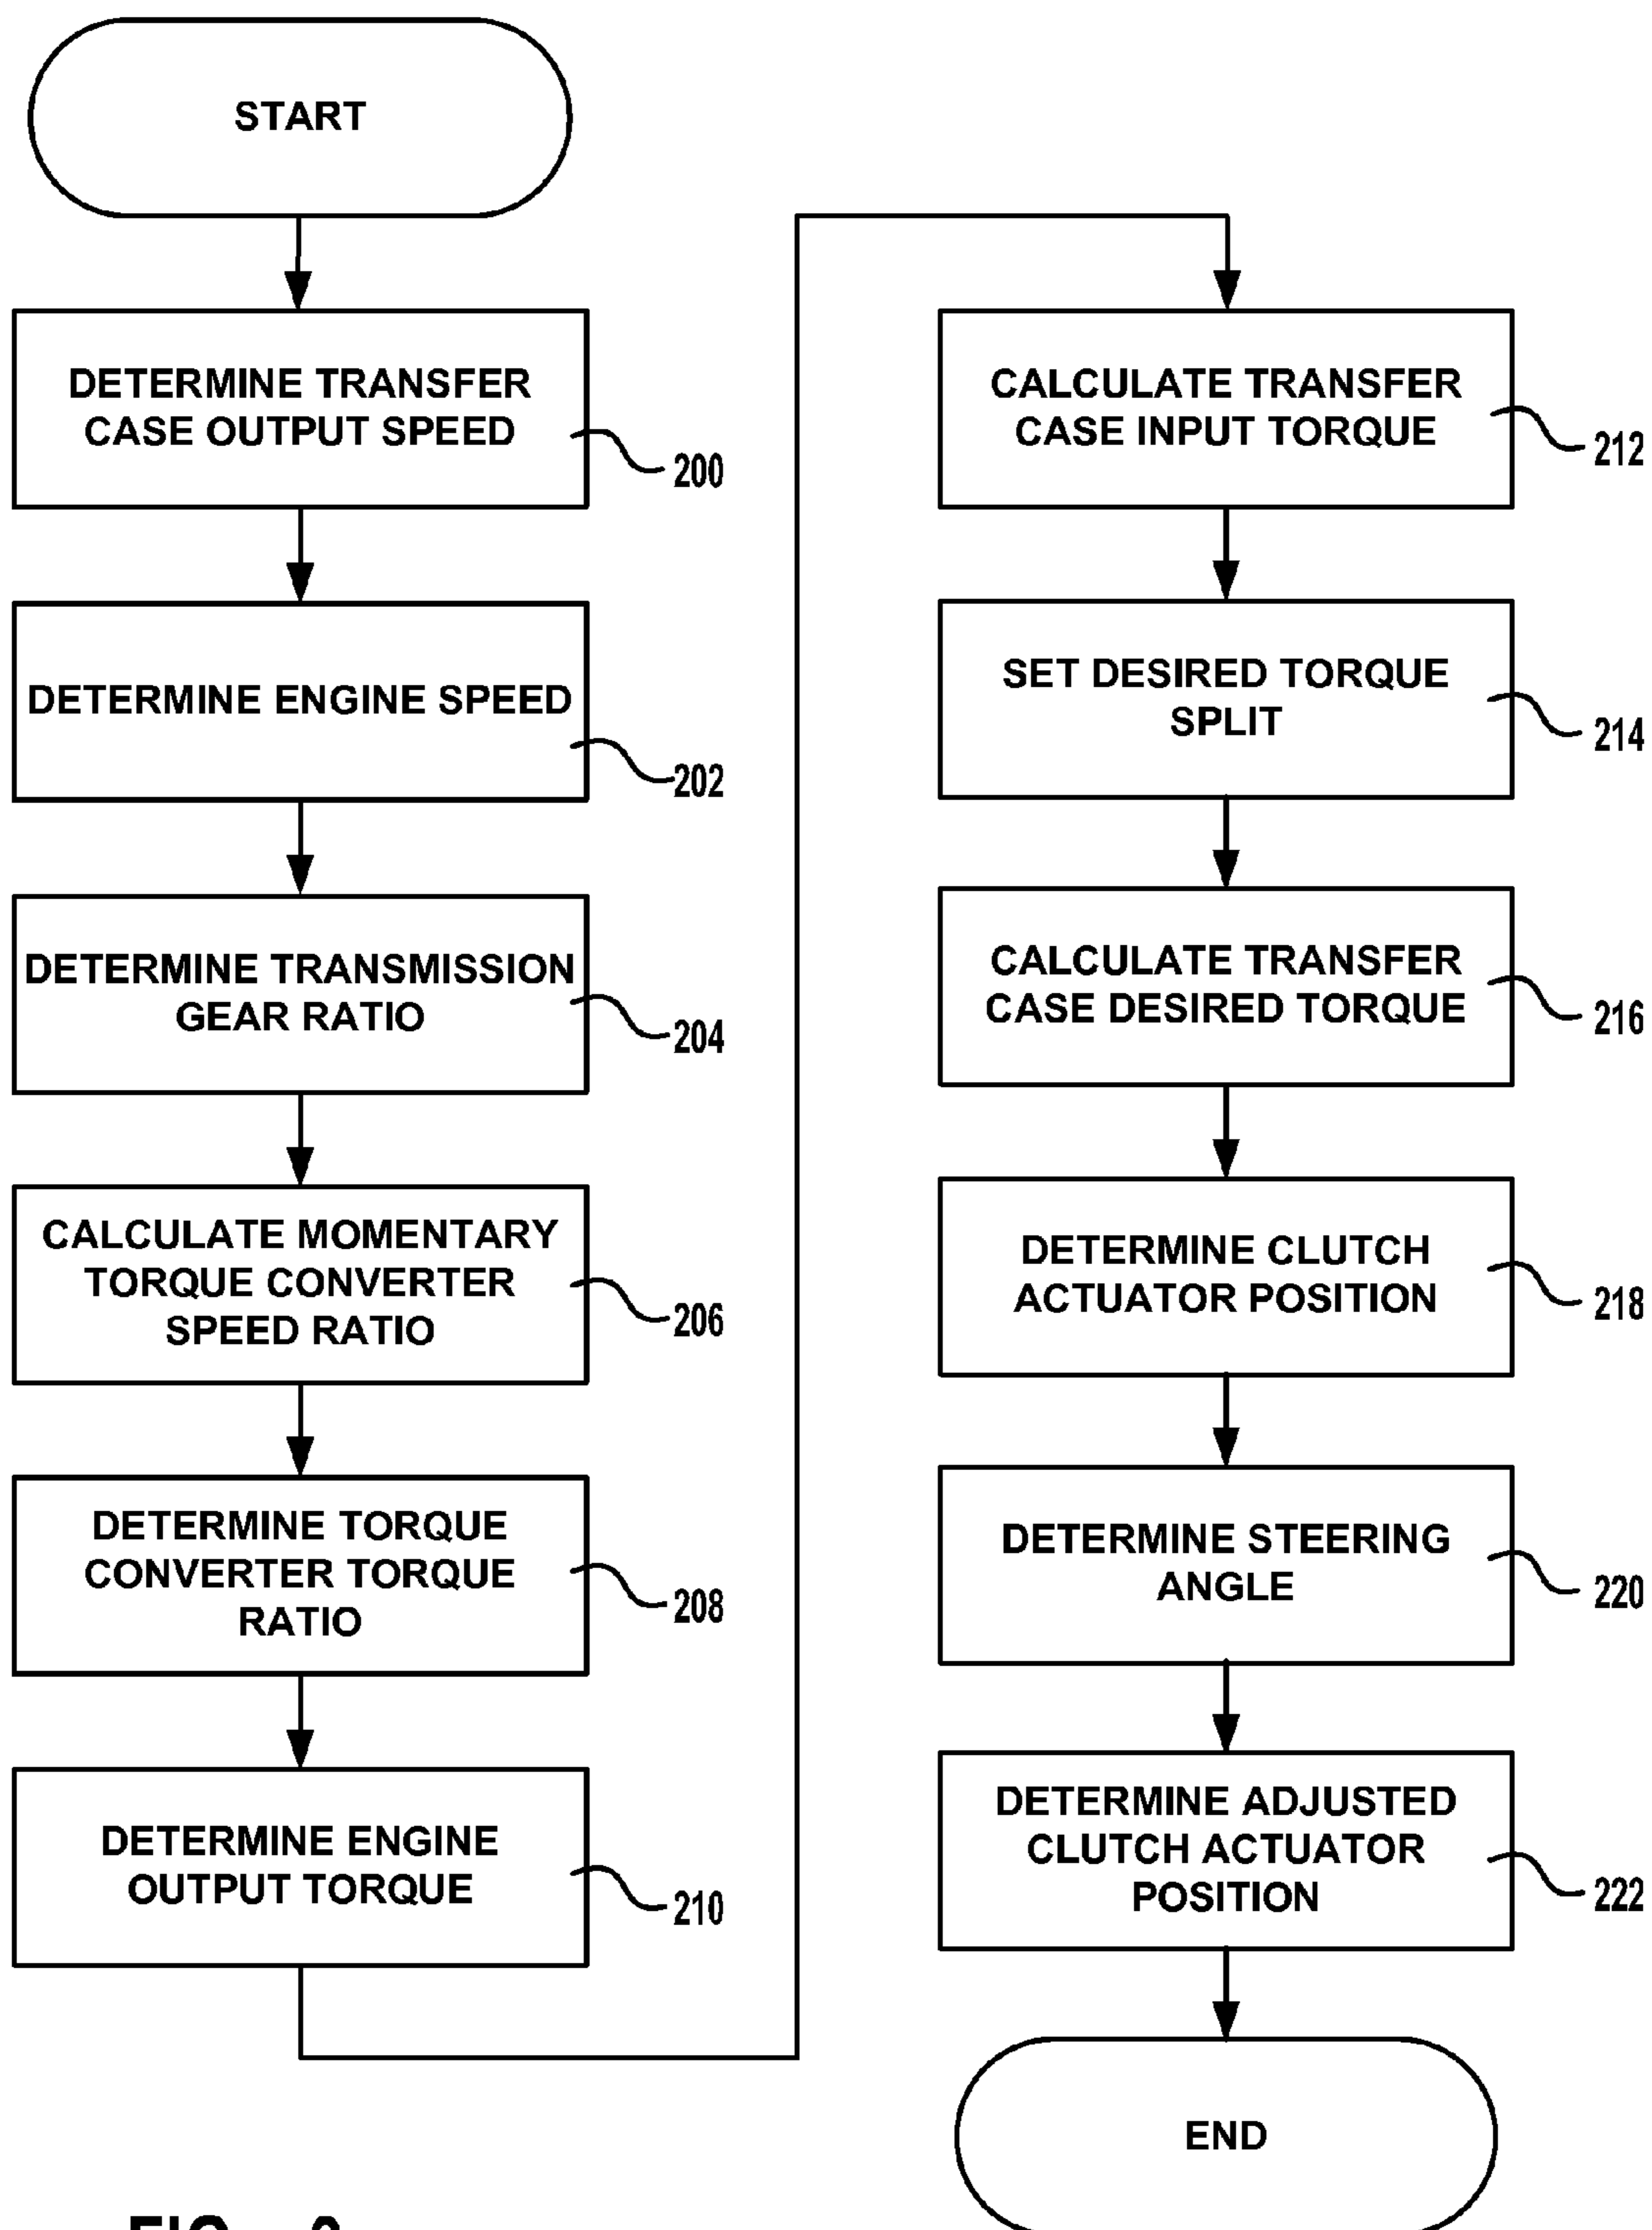 START
DETERMINE TRANSFER
CASE OUTPUT SPEED
200
DETERMINE ENGINE SPEED
202
DETERMINE TRANSMISSION
GEAR RATIO
204
CALCULATE MOMENTARY
TORQUE CONVERTER
SPEED RATIO
206
DETERMINE TORQUE
CONVERTER TORQUE
RATIO
208
DETERMINE ENGINE
OUTPUT TORQUE
210
CALCULATE TRANSFER
CASE INPUT TORQUE
212
SET DESIRED TORQUE
SPLIT
214
CALCULATE TRANSFER
CASE DESIRED TORQUE
216
DETERMINE CLUTCH
ACTUATOR POSITION
218
DETERMINE STEERING
ANGLE
220
DETERMINE ADJUSTED
CLUTCH ACTUATOR
POSITION
222
END